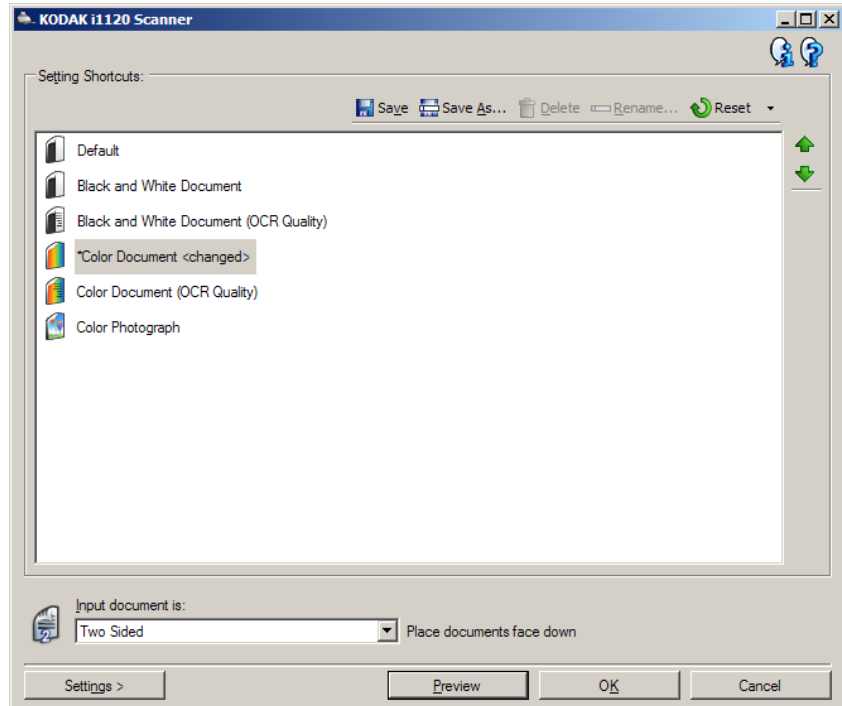 KODAK i1120 Scanner
Setting Shortcuts:
Save Save As... Delete Rename... Reset
Default
Black and White Document
Black and White Document (OCR Quality)
*Color Document <changed>
Color Document (OCR Quality)
Color Photograph
Input document is:
2 Two Sided Place documents face down
Settings > Preview OK Cancel